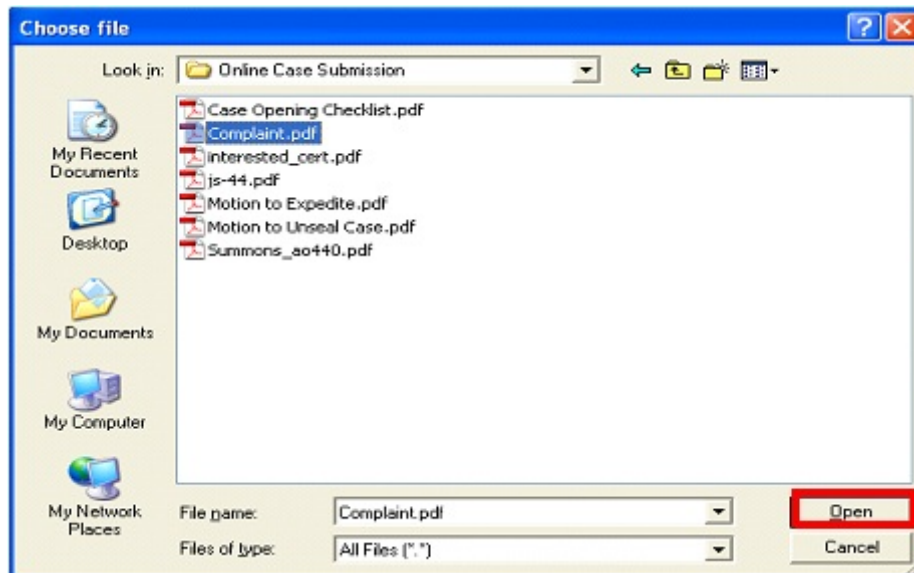 Choose file
Look in: Online Case Submission
My Recent
Documents
Desktop
My Documents
My Computer
My Network
Places
Case Opening Checklist.pdf
Complaint.pdf
interested_cert.pdf
js-44.pdf
Motion to Expedite.pdf
Motion to Unseal Case.pdf
Summons_ao440.pdf
File name: Complaint.pdf Open
Files of type: All Files (*.*) Cancel